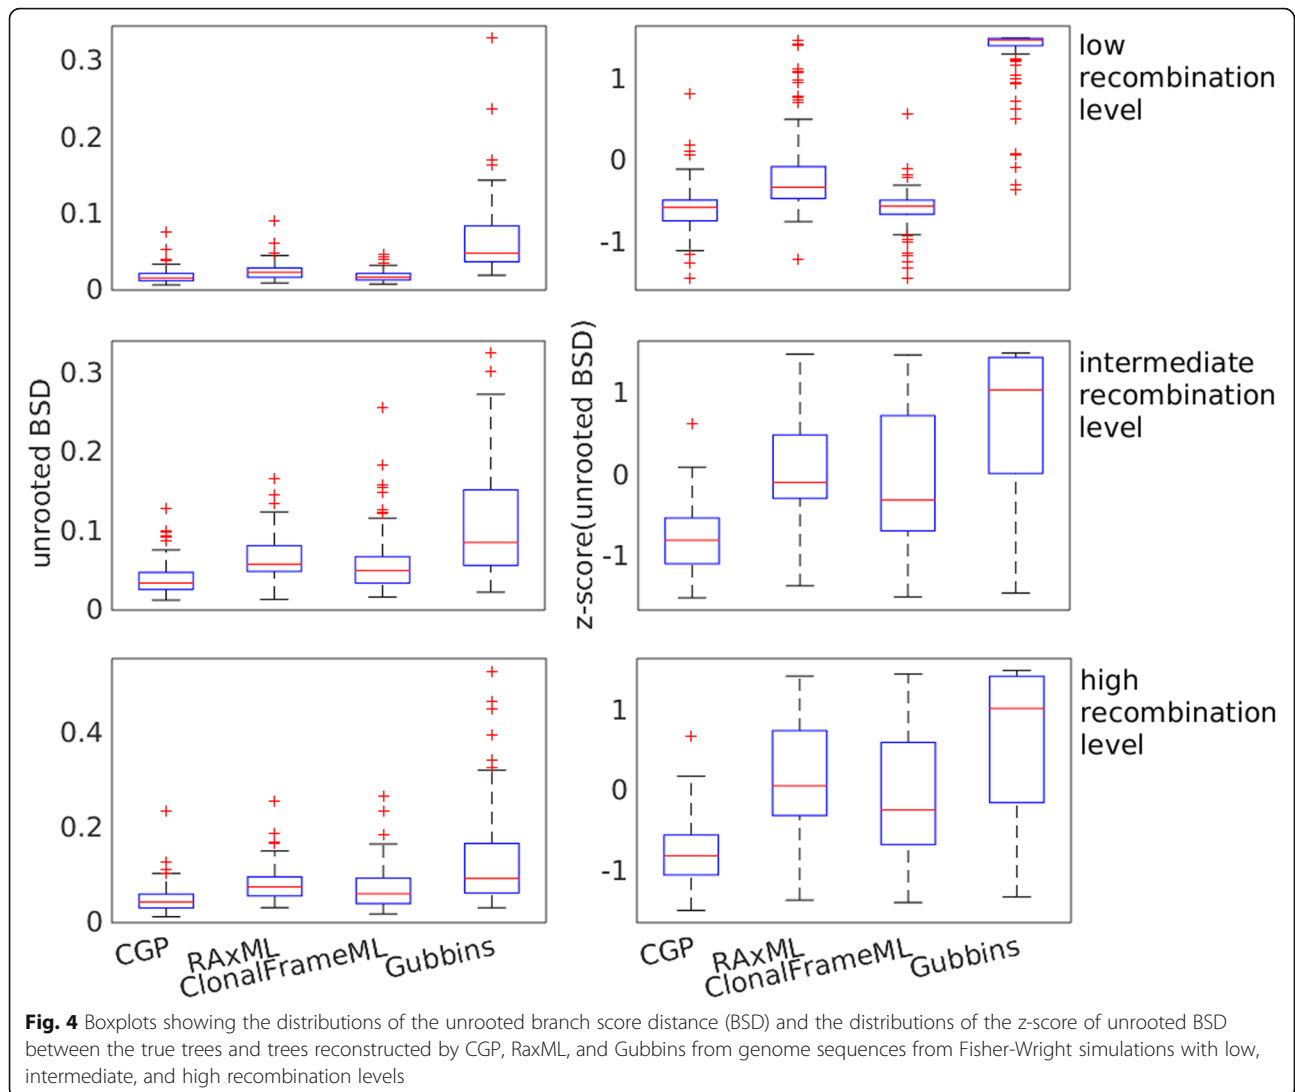 0.3
0.2
0.1
0
1
0
-1
low
recombination
level
unrooted BSD
0.3
0.2
0.1
0
z-score(unrooted BSD)
1
0
-1
intermediate
recombination
level
0.4
0.2
0
1
0
-1
high
recombination
level
CGP
RAxML
ClonalFrameML
Gubbins
CGP
RAxML
ClonalFrameML
Gubbins
Fig. 4 Boxplots showing the distributions of the unrooted branch score distance (BSD) and the distributions of the z-score of unrooted BSD
between the true trees and trees reconstructed by CGP, RaxML, and Gubbins from genome sequences from Fisher-Wright simulations with low,
intermediate, and high recombination levels